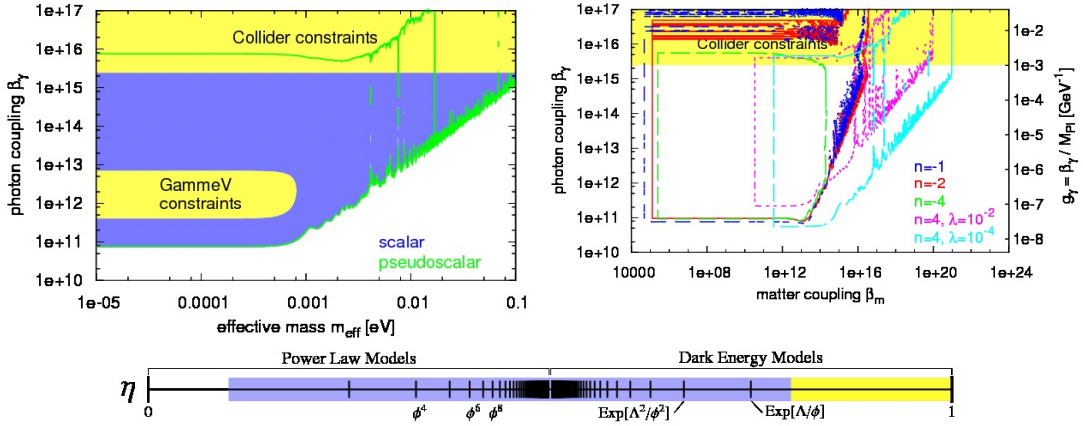 1e+17
1e+16
1e+15
1e+14
1e+13
1e+12
1e+11
1e+10
photon coupling βγ
Collider constraints
GammeV
constraints
scalar
pseudoscalar
1e-05
0.0001
0.001
0.01
0.1
effective mass m_eff [eV]
1e+17
1e+16
1e+15
1e+14
1e+13
1e+12
1e+11
1e+10
photon coupling βγ
Collider constraints
n=-1
n=-2
n=-4
n=4, λ=10⁻²
n=4, λ=10⁻⁴
1e-2
1e-3
1e-4
1e-5
1e-6
1e-7
1e-8
gγ = βγ / M_Pl [GeV⁻¹]
10000
1e+08
1e+12
1e+16
1e+20
1e+24
matter coupling β_m
Power Law Models
Dark Energy Models
η
0
1
ϕ⁴
ϕ⁶
ϕ⁸
Exp[Λ²/ϕ²]
Exp[Λ/ϕ]